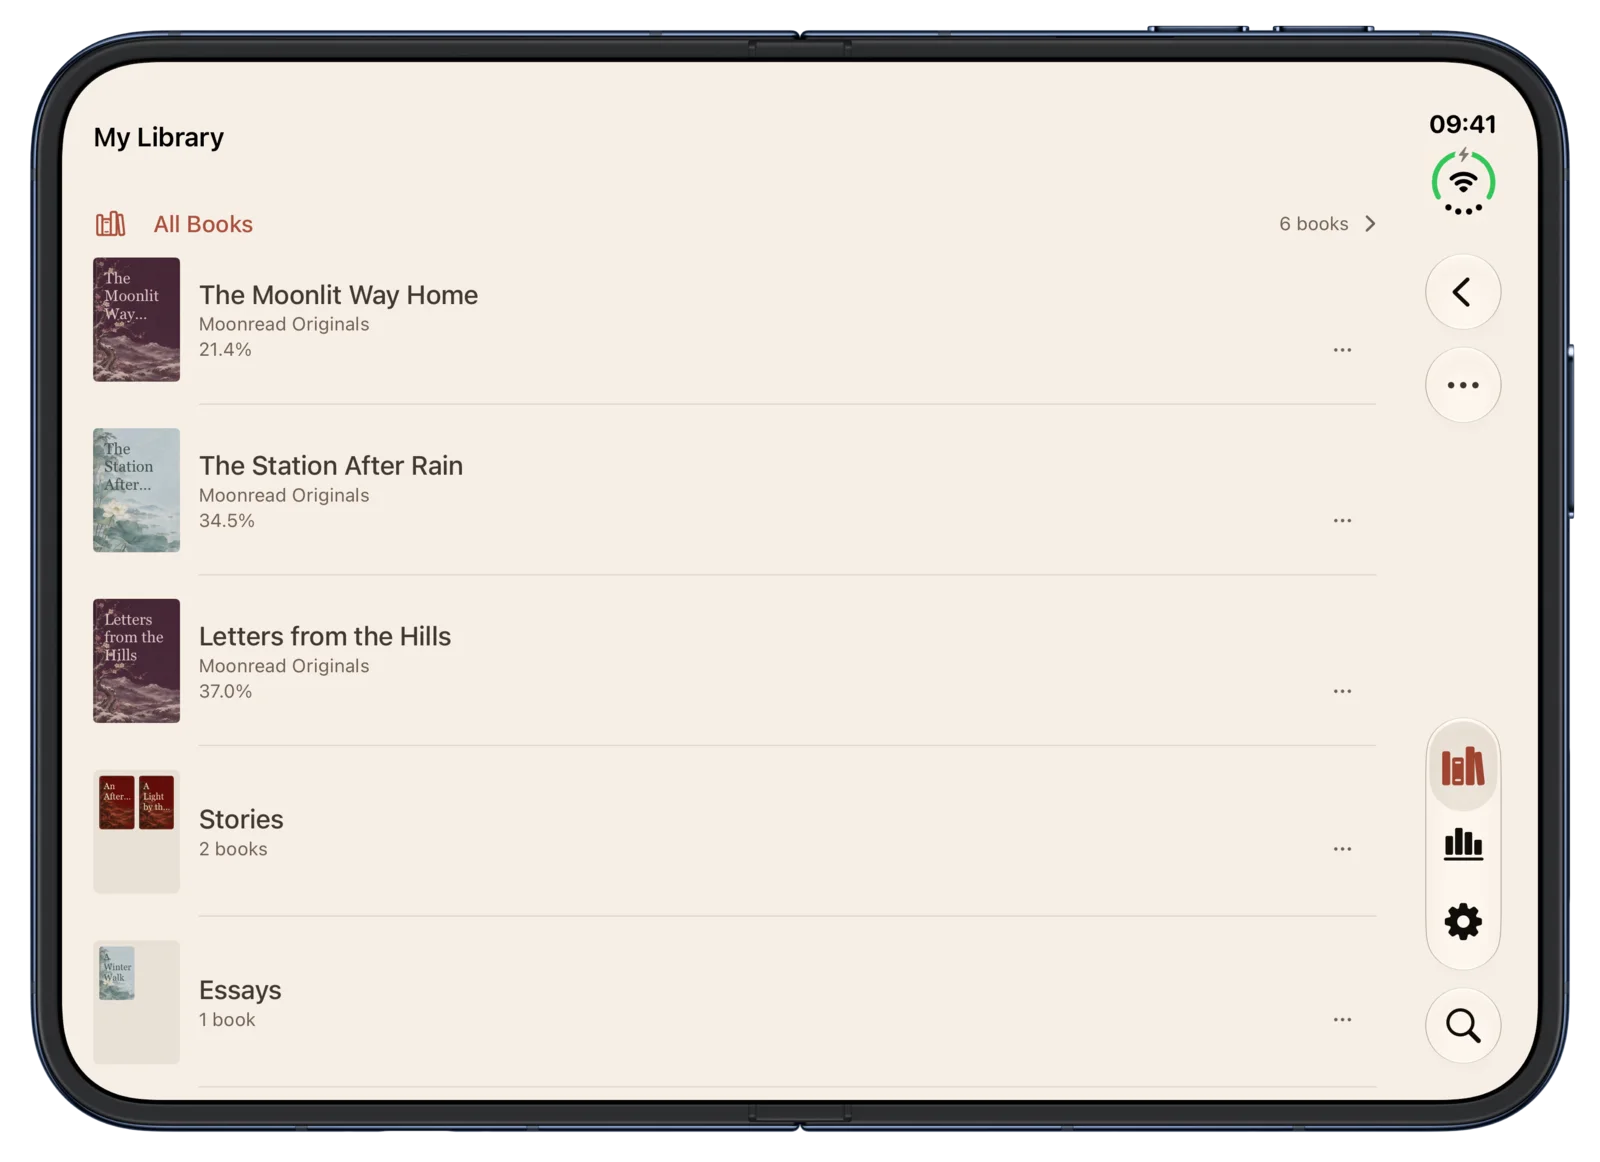 My Library
09:41
All Books
6 books
The
Moonlit
Way...
The Moonlit Way Home
Moonread Originals
21.4%
The
Station
After...
The Station After Rain
Moonread Originals
34.5%
Letters
from the
Hills
Letters from the Hills
Moonread Originals
37.0%
An
After...
A
Light
by th...
Stories
2 books
A
Winter
Walk
Essays
1 book